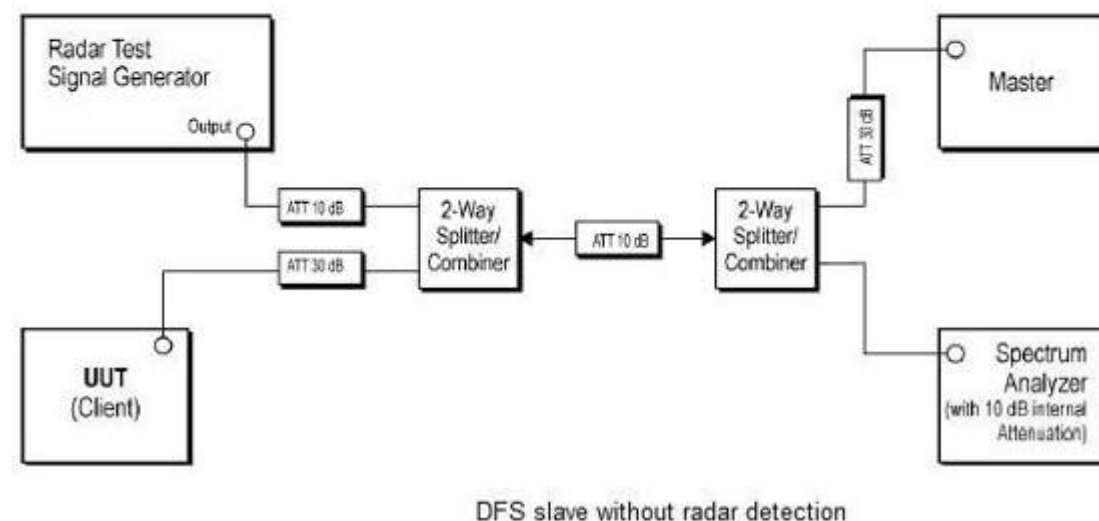 Radar Test
Signal Generator
Output
Master
ATT 30 dB
ATT 10 dB
2-Way
Splitter/
Combiner
ATT 10 dB
2-Way
Splitter/
Combiner
ATT 30 dB
UUT
(Client)
Spectrum
Analyzer
(with 10 dB internal
Attenuation)
DFS slave without radar detection